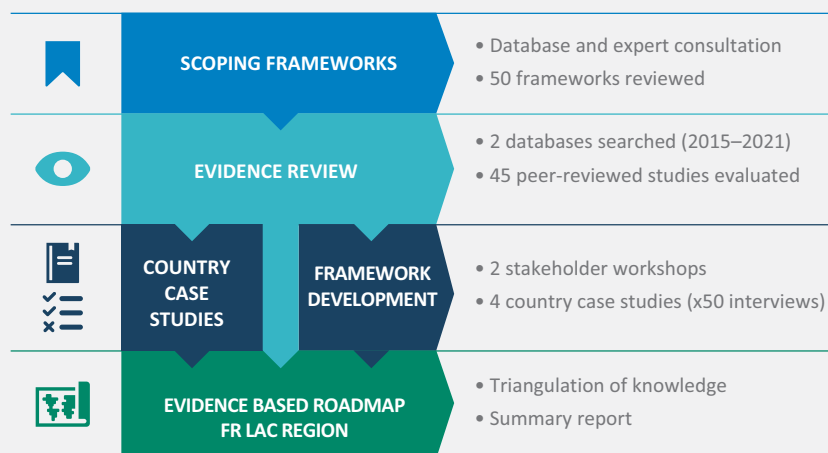 SCOPING FRAMEWORKS
• Database and expert consultation
• 50 frameworks reviewed
EVIDENCE REVIEW
• 2 databases searched (2015–2021)
• 45 peer-reviewed studies evaluated
COUNTRY
CASE
STUDIES
FRAMEWORK
DEVELOPMENT
• 2 stakeholder workshops
• 4 country case studies (x50 interviews)
EVIDENCE BASED ROADMAP
FR LAC REGION
• Triangulation of knowledge
• Summary report